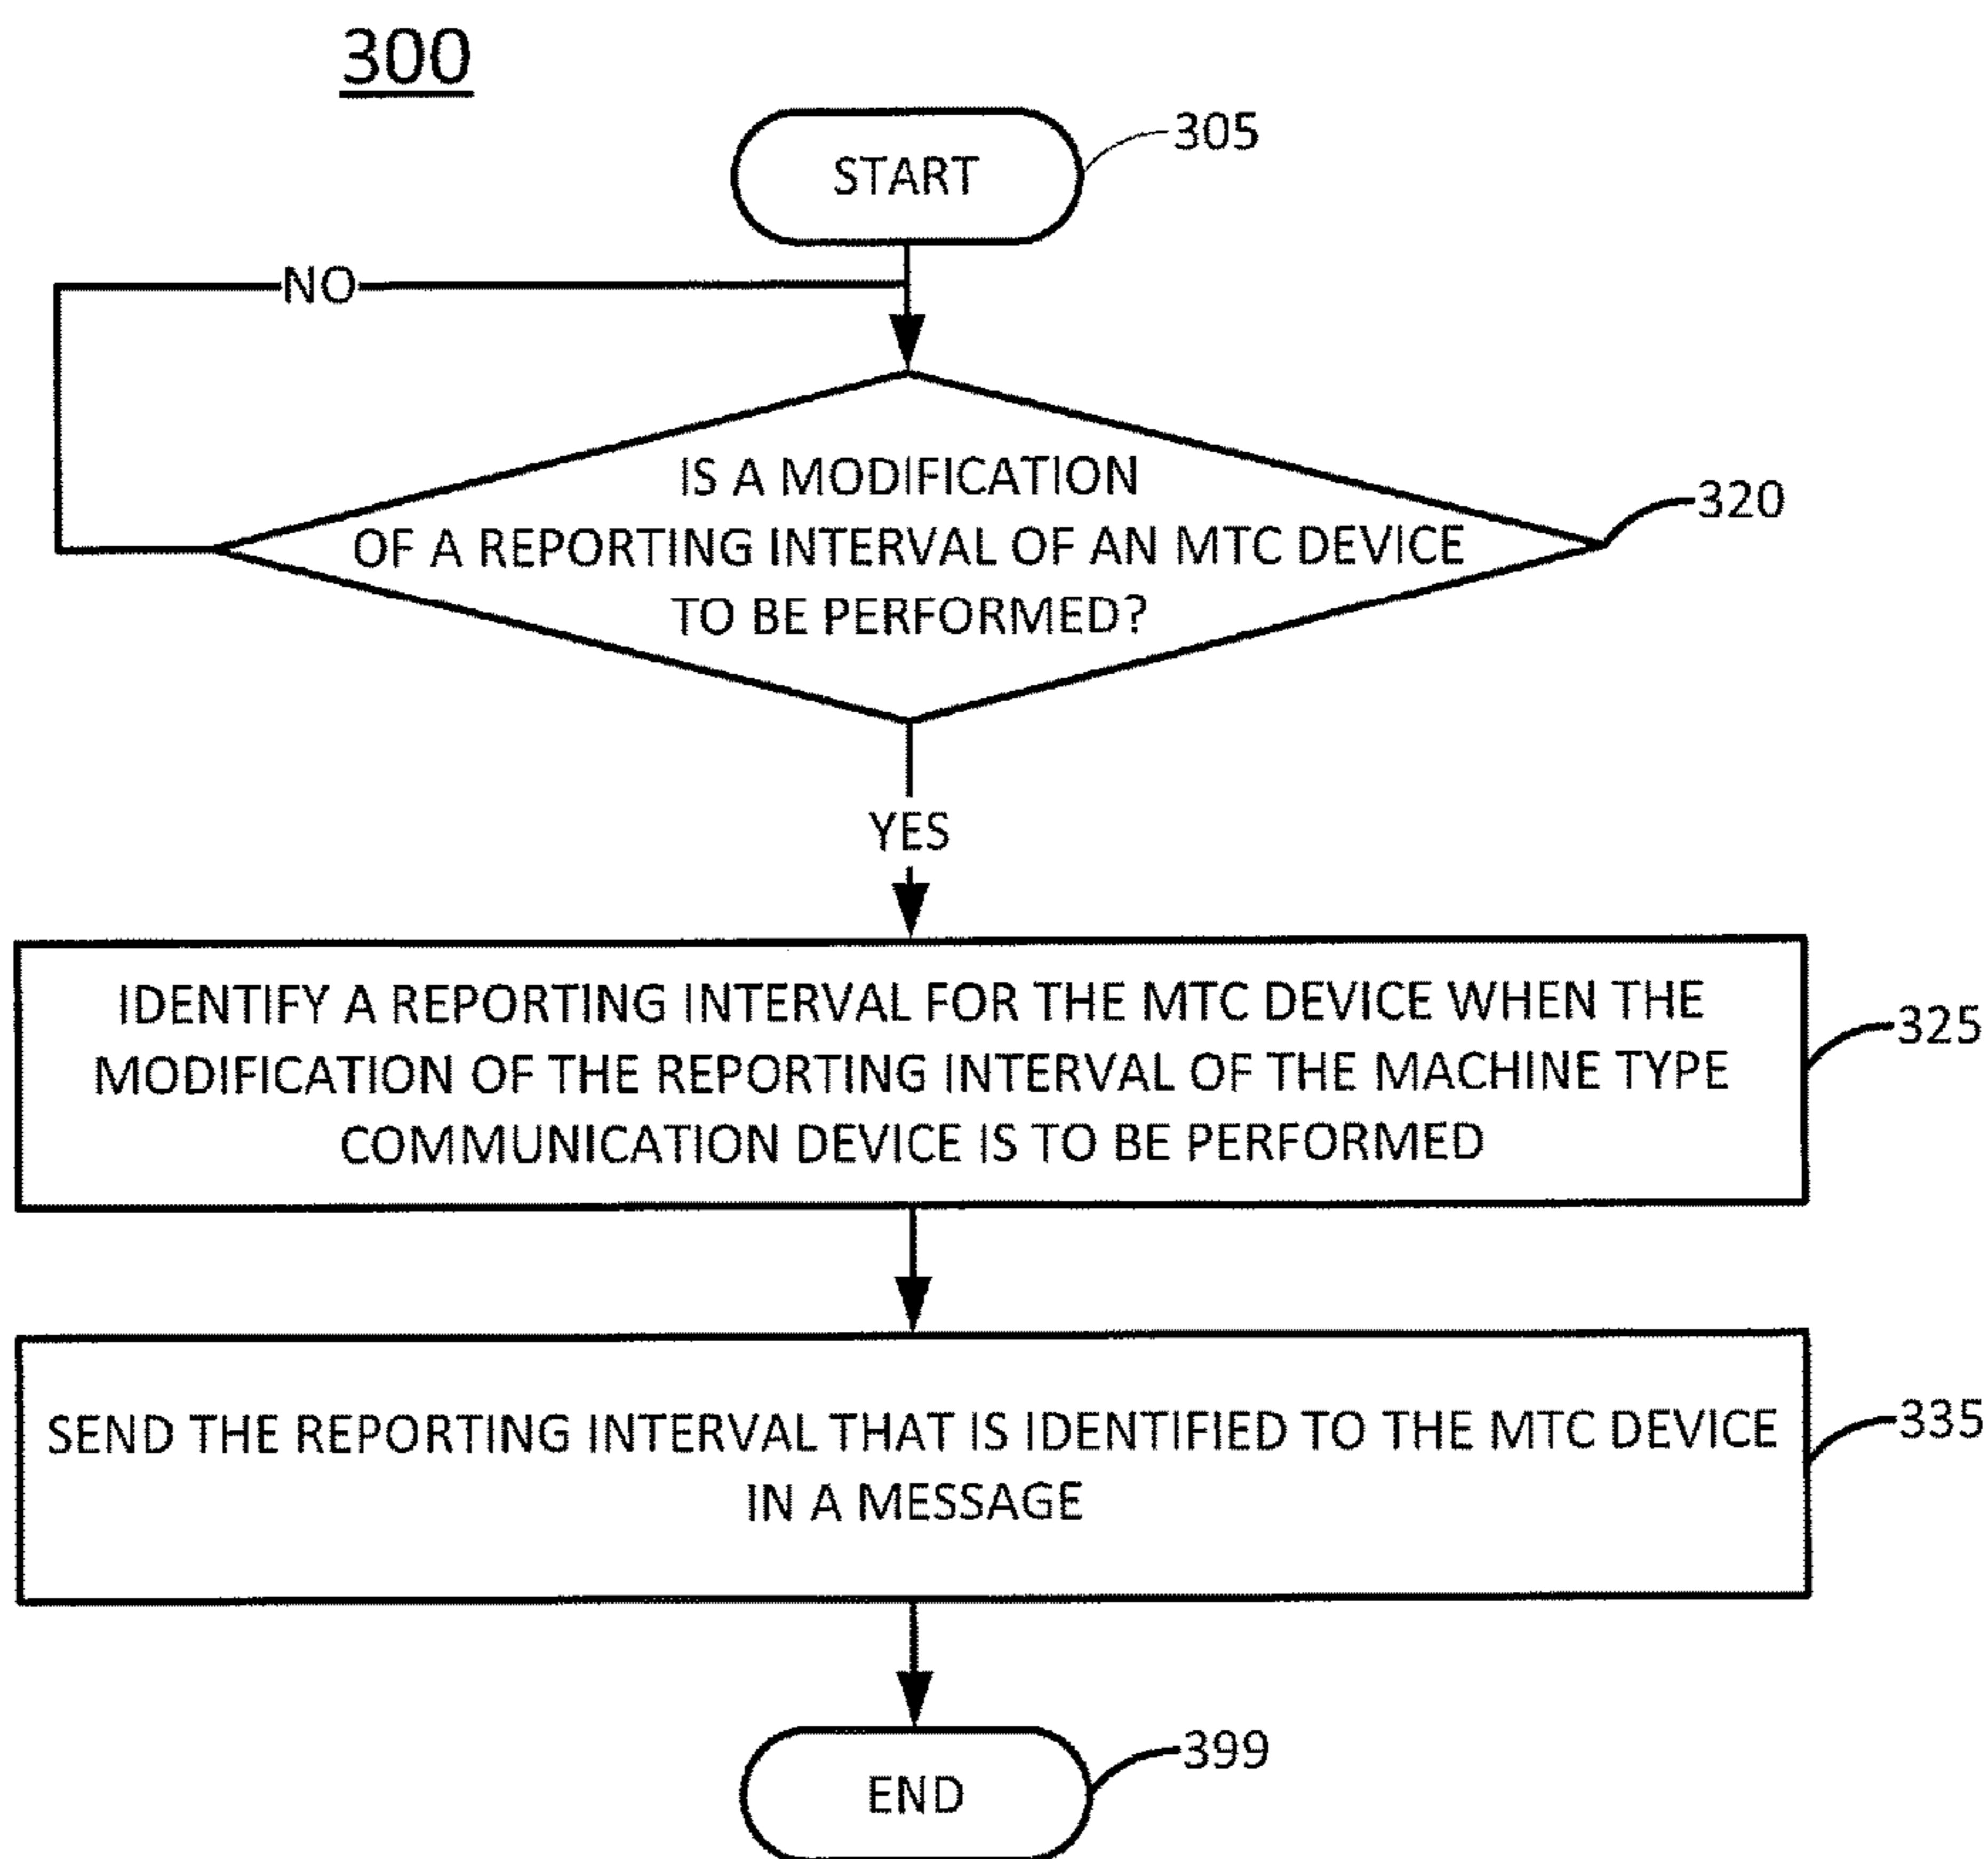 300
START
305
NO
IS A MODIFICATION
OF A REPORTING INTERVAL OF AN MTC DEVICE
TO BE PERFORMED?
320
YES
IDENTIFY A REPORTING INTERVAL FOR THE MTC DEVICE WHEN THE
MODIFICATION OF THE REPORTING INTERVAL OF THE MACHINE TYPE
COMMUNICATION DEVICE IS TO BE PERFORMED
325
SEND THE REPORTING INTERVAL THAT IS IDENTIFIED TO THE MTC DEVICE
IN A MESSAGE
335
END
399